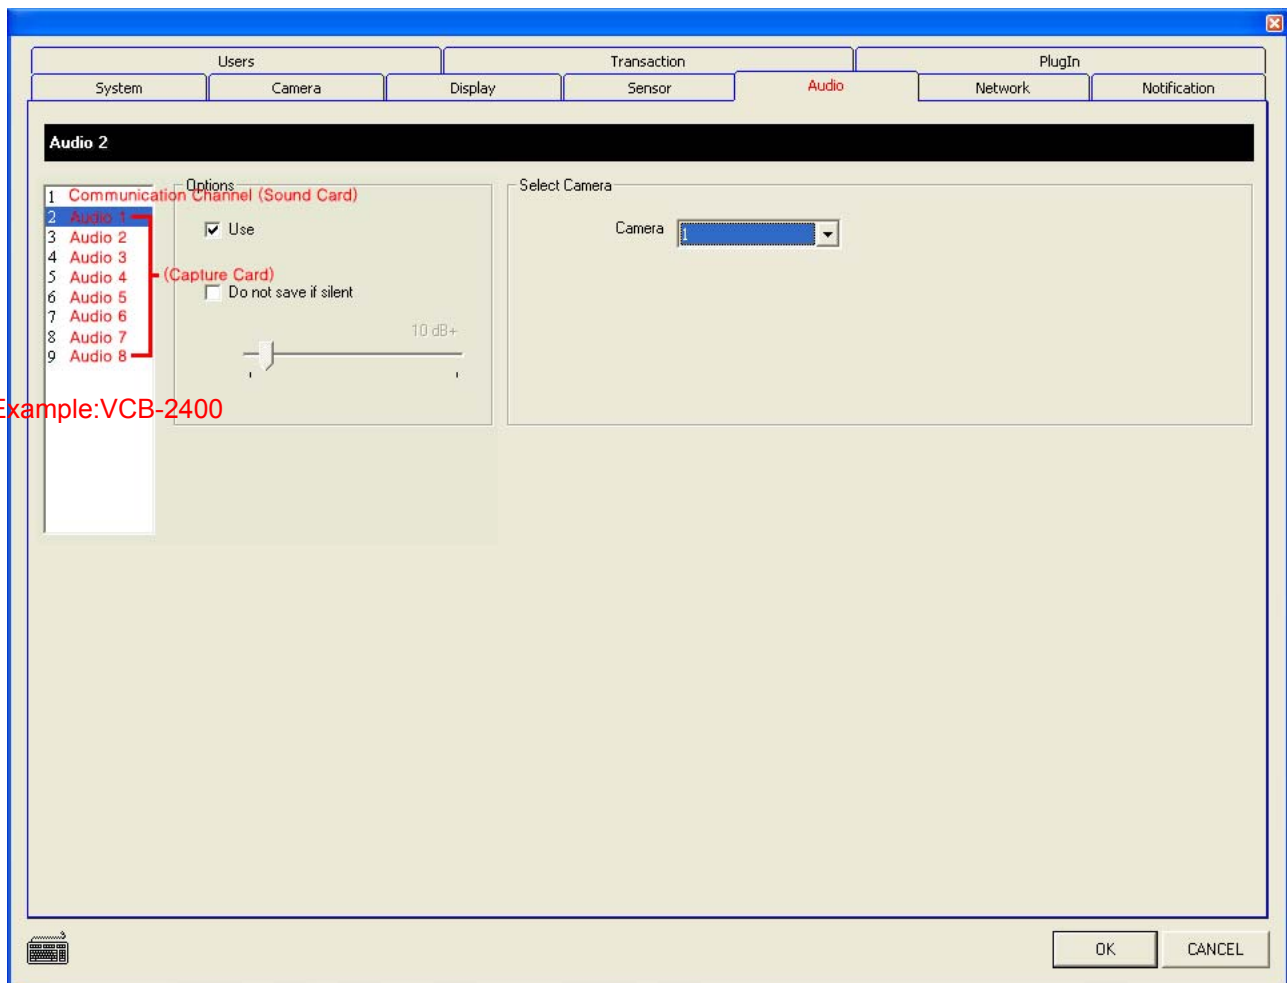 Users Transaction PlugIn
System Camera Display Sensor Audio Network Notification
Audio 2
Options Select Camera
1 Communication Channel (Sound Card)
2 Audio 1
Use Camera 1
3 Audio 2
4 Audio 3
5 Audio 4 (Capture Card)
6 Audio 5 Do not save if silent
7 Audio 6
8 Audio 7 10 dB+
9 Audio 8
Example:VCB-2400
OK CANCEL